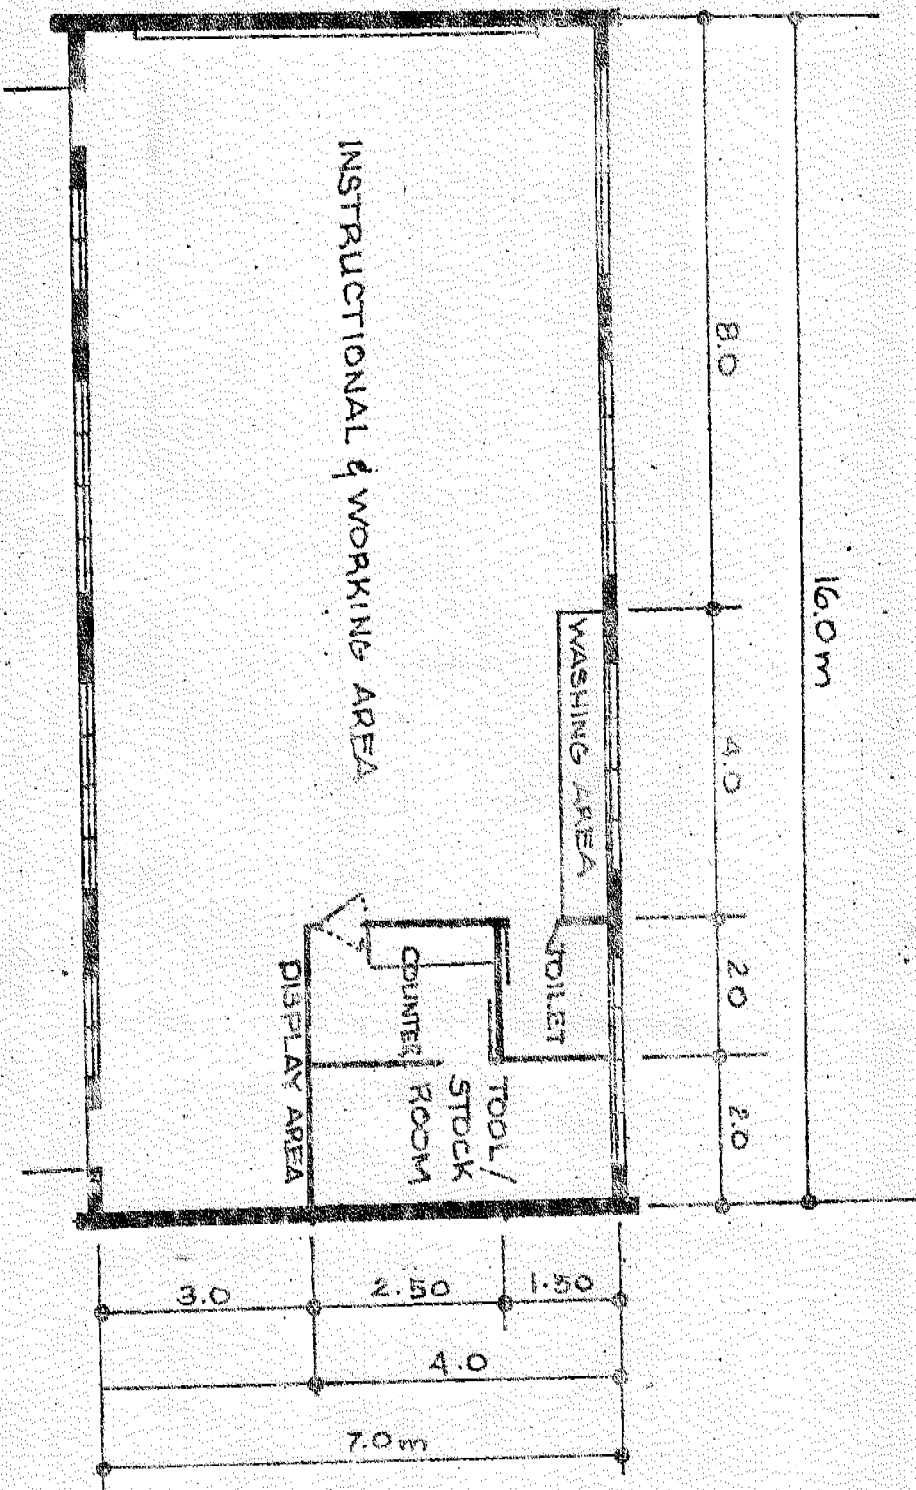 16.0 m
8.0
4.0
2.0
2.0
INSTRUCTIONAL & WORKING AREA
WASHING AREA
TOILET
COUNTER
TOOL/
STOCK
ROOM
DISPLAY AREA
3.0
2.50
1.50
4.0
7.0 m